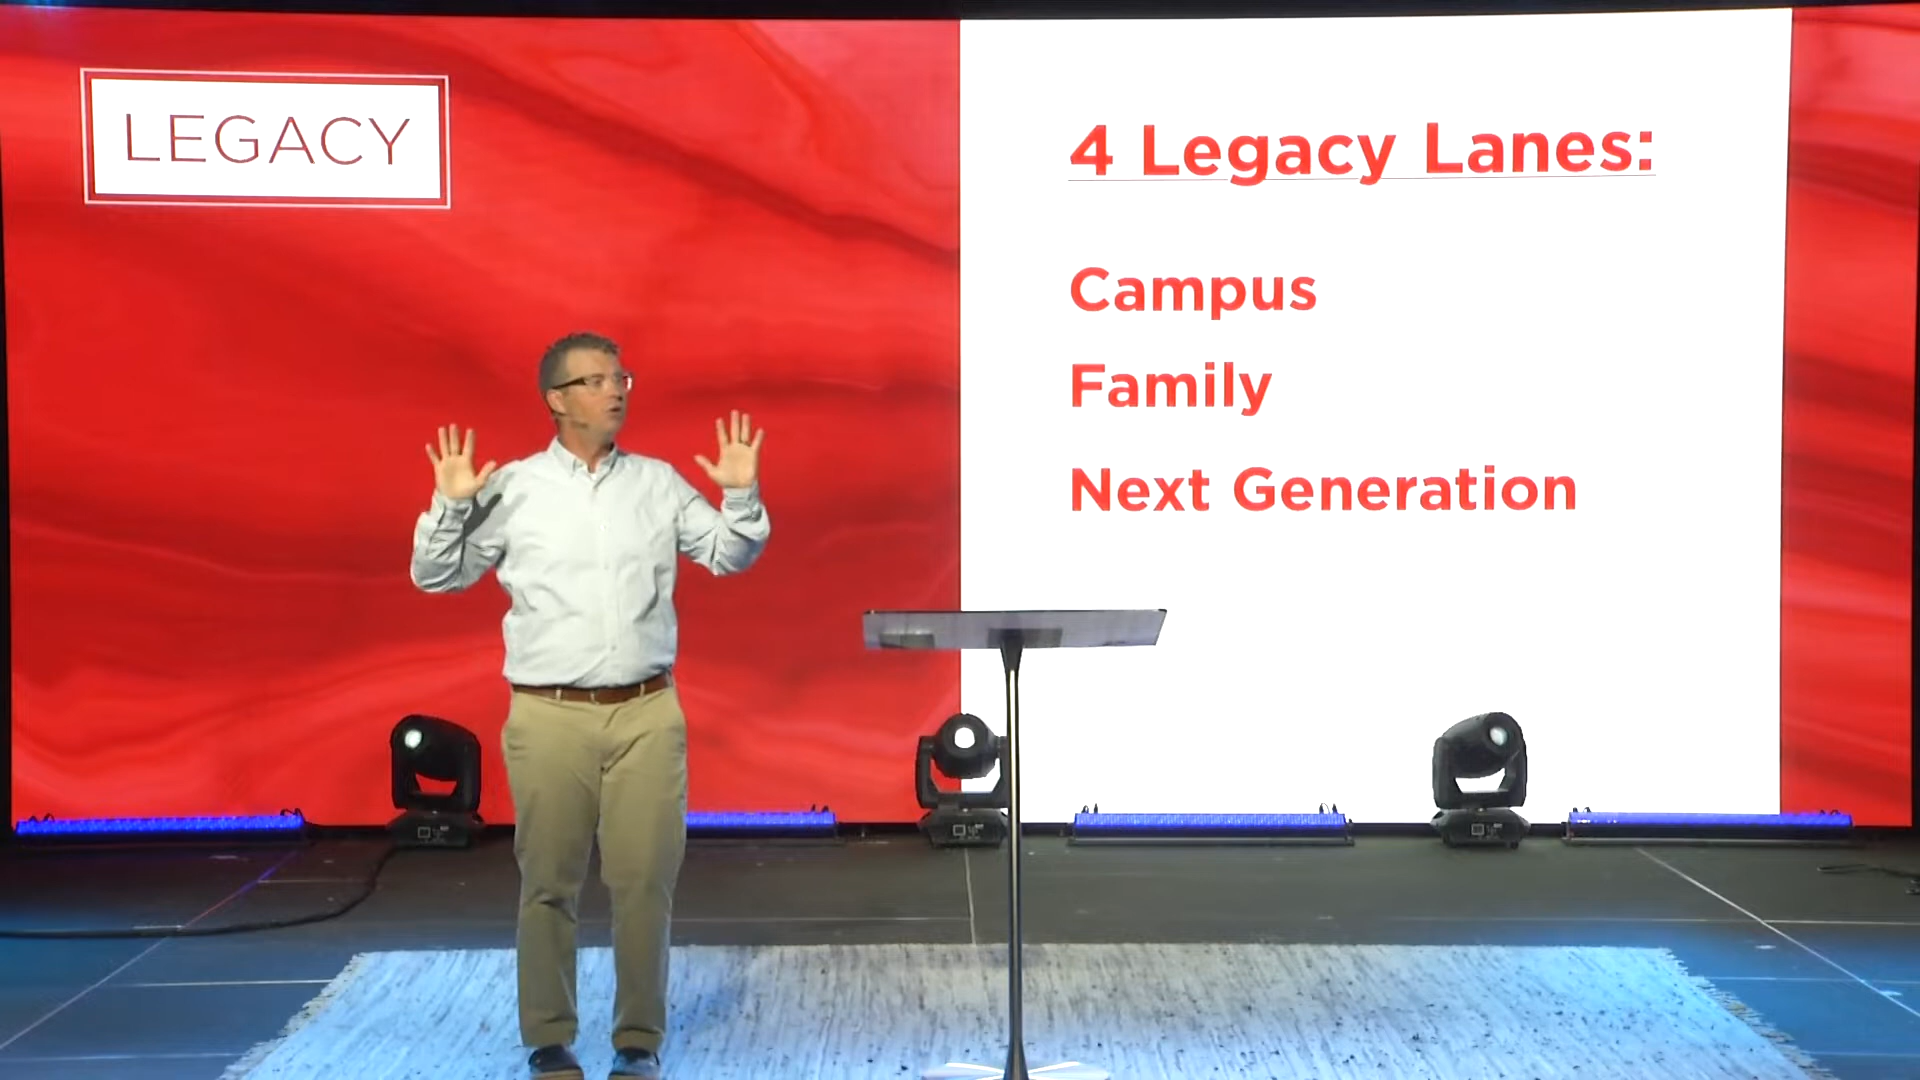 LEGACY
4 Legacy Lanes:
Campus
Family
Next Generation